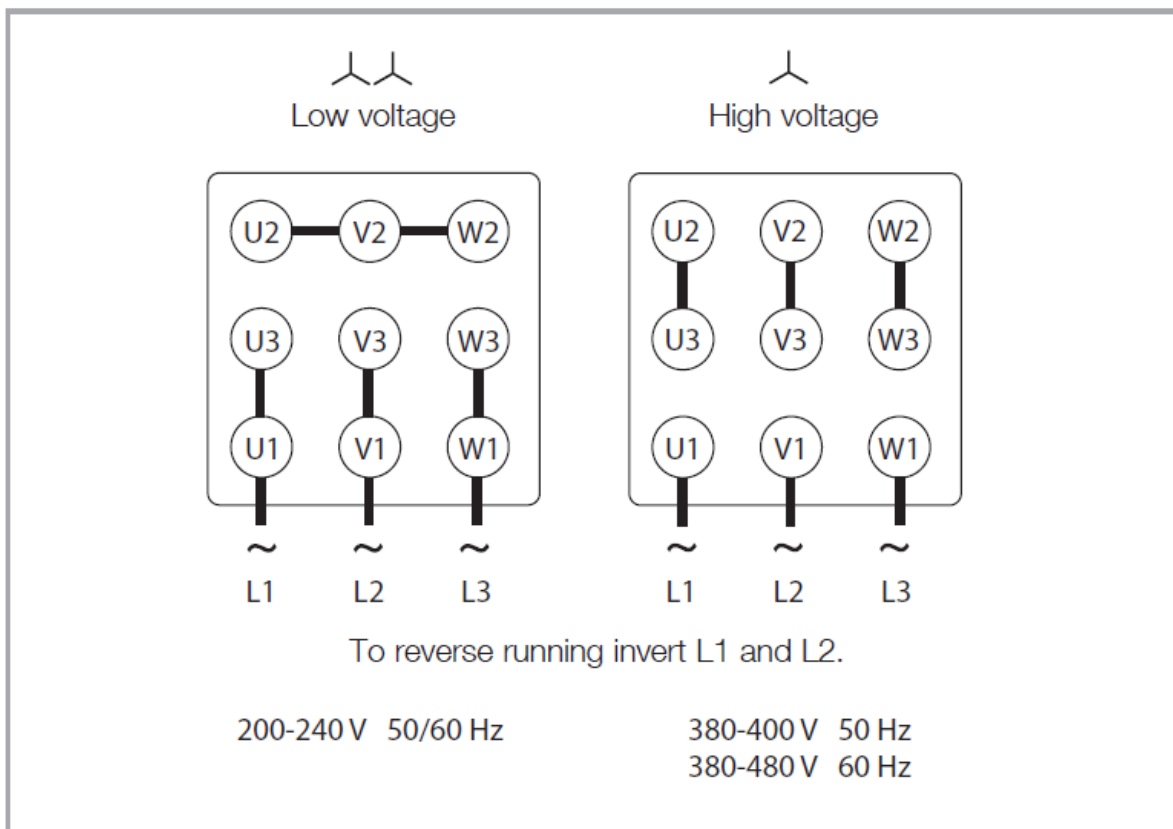 Low voltage High voltage
U2 V2 W2 U2 V2 W2
U3 V3 W3 U3 V3 W3
U1 V1 W1 U1 V1 W1
~ ~ ~ ~ ~ ~
L1 L2 L3 L1 L2 L3
To reverse running invert L1 and L2.
200-240 V 50/60 Hz 380-400 V 50 Hz
380-480 V 60 Hz